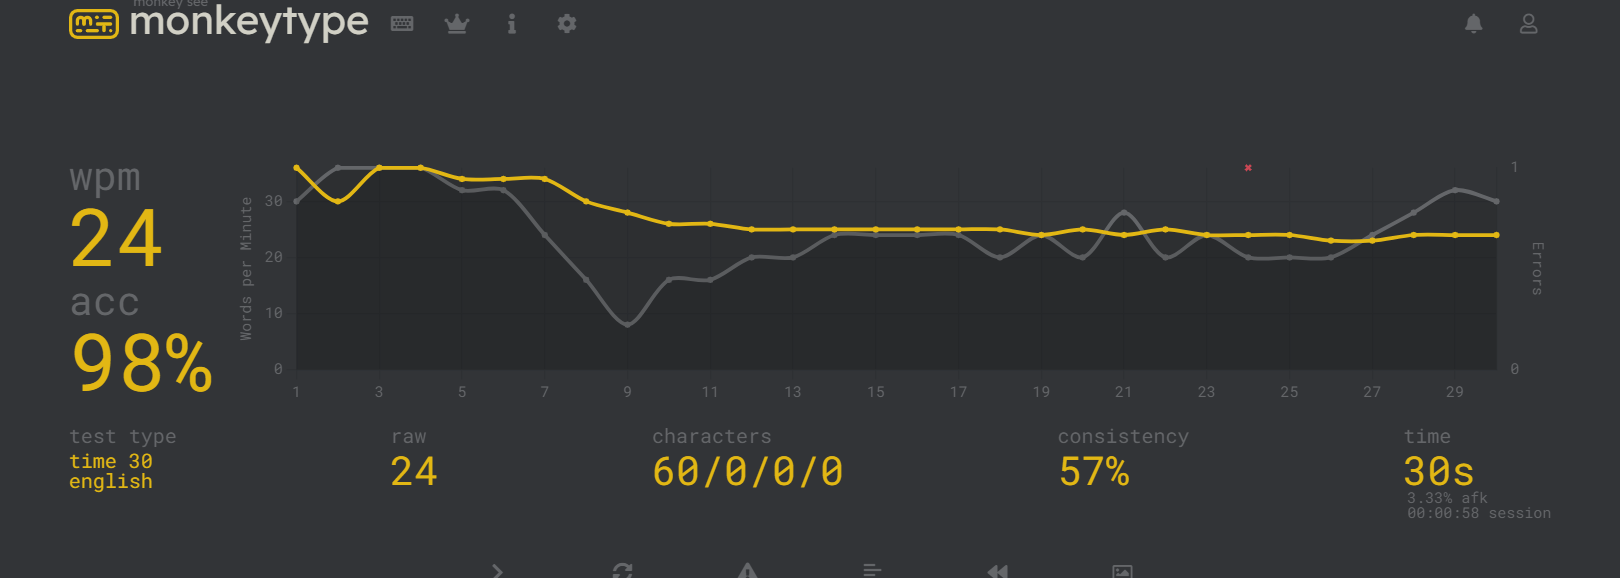 monkey see
monkeytype
wpm
24
acc
98%
Words per Minute
30
20
10
0
1 3 5 7 9 11 13 15 17 19 21 23 25 27 29
1
0
Errors
test type
time 30
english
raw
24
characters
60/0/0/0
consistency
57%
time
30s
3.33% afk
00:00:58 session